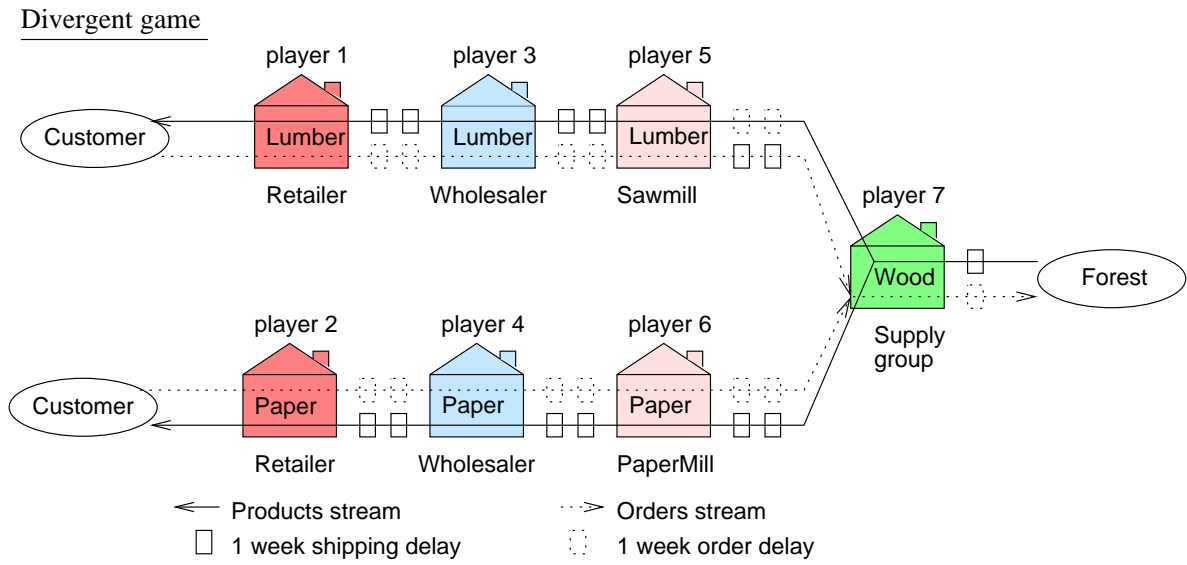 Divergent game
player 1
player 3
player 5
Customer
Lumber
Lumber
Lumber
Retailer
Wholesaler
Sawmill
player 7
Wood
Forest
Supply
group
player 2
player 4
player 6
Customer
Paper
Paper
Paper
Retailer
Wholesaler
PaperMill
Products stream
Orders stream
1 week shipping delay
1 week order delay